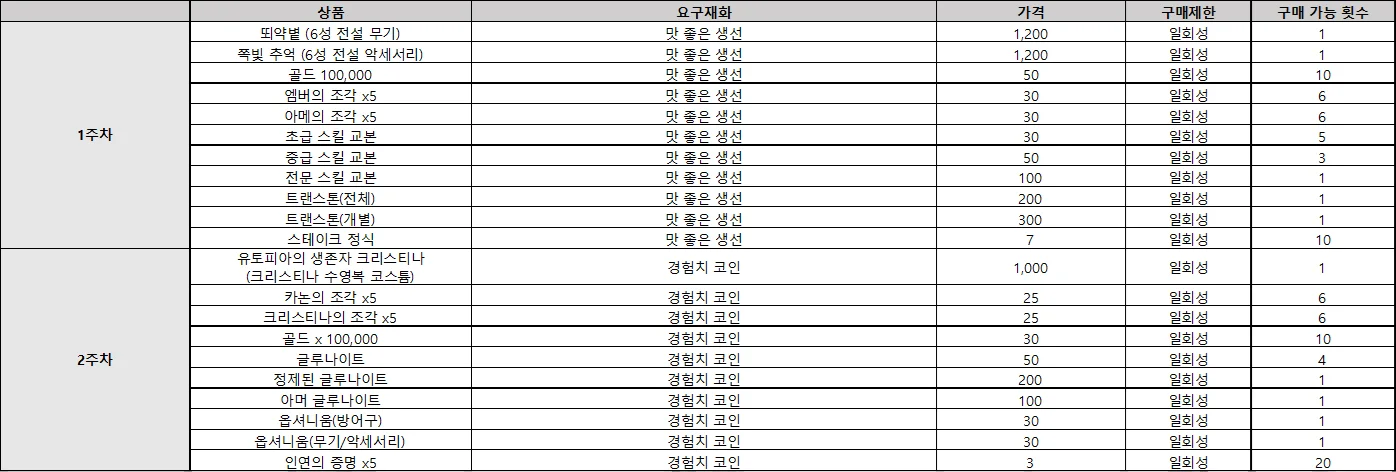 상품 요구재화 가격 구매제한 구매 가능 횟수
1주차
뙤약볕 (6성 전설 무기) 맛 좋은 생선 1,200 일회성 1
쪽빛 추억 (6성 전설 악세서리) 맛 좋은 생선 1,200 일회성 1
골드 100,000 맛 좋은 생선 50 일회성 10
엠버의 조각 x5 맛 좋은 생선 30 일회성 6
아메의 조각 x5 맛 좋은 생선 30 일회성 6
초급 스킬 교본 맛 좋은 생선 30 일회성 5
중급 스킬 교본 맛 좋은 생선 50 일회성 3
전문 스킬 교본 맛 좋은 생선 100 일회성 1
트랜스톤(전체) 맛 좋은 생선 200 일회성 1
트랜스톤(개별) 맛 좋은 생선 300 일회성 1
스테이크 정식 맛 좋은 생선 7 일회성 10
2주차
유토피아의 생존자 크리스티나
(크리스티나 수영복 코스튬) 경험치 코인 1,000 일회성 1
카논의 조각 x5 경험치 코인 25 일회성 6
크리스티나의 조각 x5 경험치 코인 25 일회성 6
골드 x 100,000 경험치 코인 30 일회성 10
글루나이트 경험치 코인 50 일회성 4
정제된 글루나이트 경험치 코인 200 일회성 1
아머 글루나이트 경험치 코인 100 일회성 1
옵셔니움(방어구) 경험치 코인 30 일회성 1
옵셔니움(무기/악세서리) 경험치 코인 30 일회성 1
인연의 증명 x5 경험치 코인 3 일회성 20